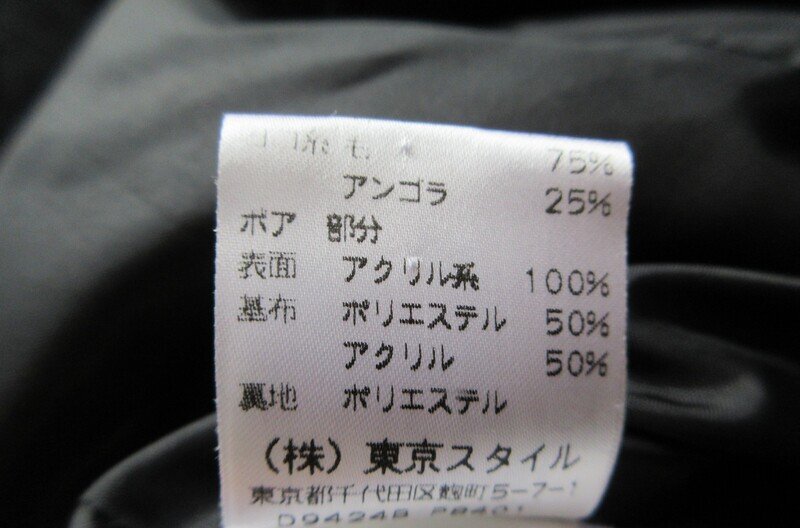 毛 75%
アンゴラ 25%
ボア 部分
表面 アクリル系 100%
基布 ポリエステル 50%
アクリル 50%
裏地 ポリエステル
(株)東京スタイル
東京都千代田区麹町5-7-1